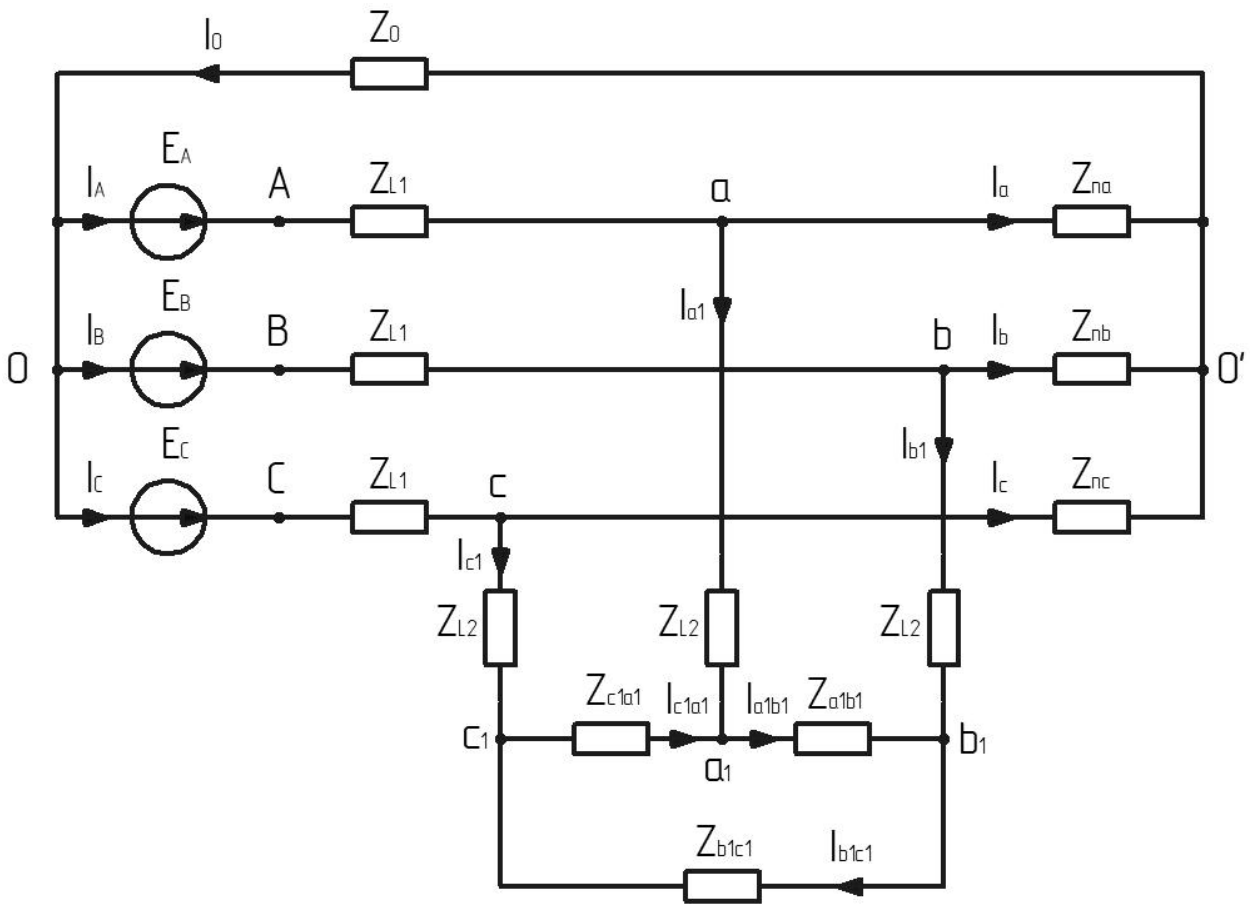 I0 Z0
EA
IA A ZL1 a Ia Zna
EB Ia1
IB B ZL1 b Ib Znb
O O'
EC Ib1
IC C ZL1 c Ic Znc
Ic1
ZL2 ZL2 ZL2
Zc1a1 Ic1a1 Ia1b1 Za1b1
c1 a1 b1
Zb1c1 Ib1c1